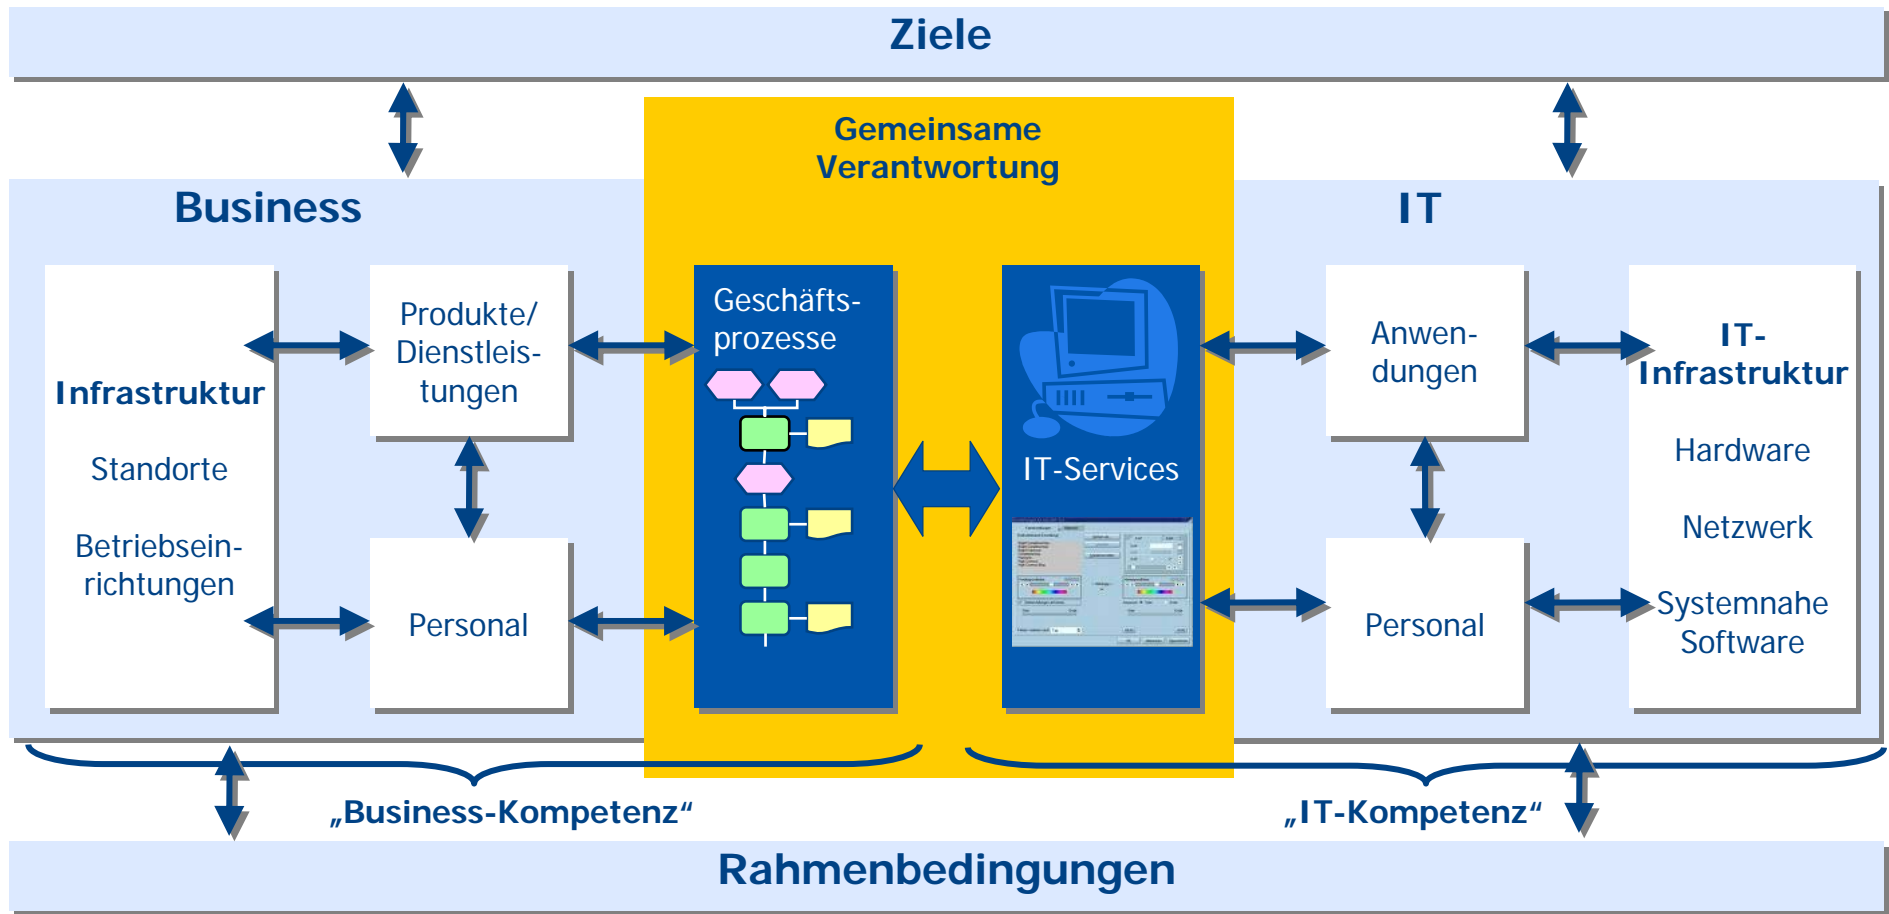 Ziele
Gemeinsame
Verantwortung
Business
IT
Infrastruktur
Standorte
Betriebsein-
richtungen
Produkte/
Dienstleis-
tungen
Personal
Geschäfts-
prozesse
IT-Services
Anwen-
dungen
Personal
IT-
Infrastruktur
Hardware
Netzwerk
Systemnahe
Software
„Business-Kompetenz“
„IT-Kompetenz“
Rahmenbedingungen